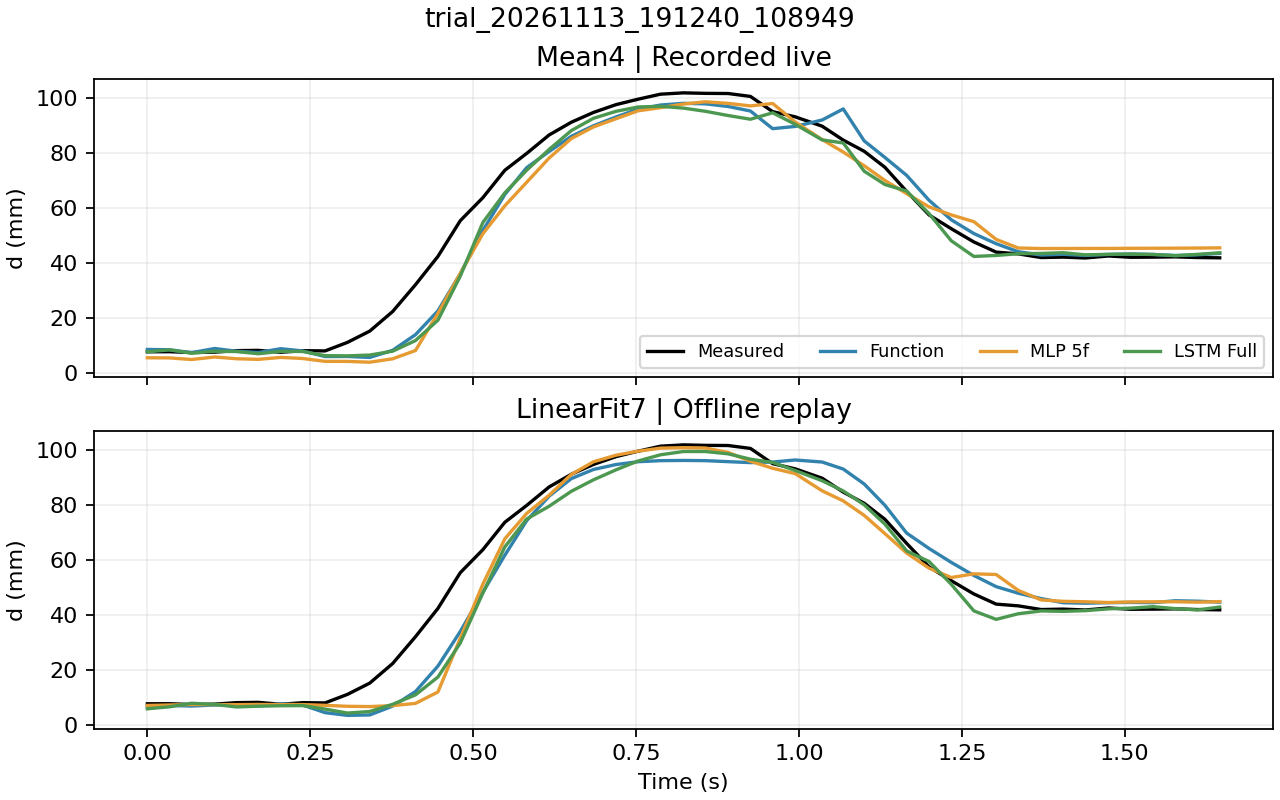 trial_20261113_191240_108949
Mean4 | Recorded live
100
80
60
40
20
0
d (mm)
Measured Function MLP 5f LSTM Full
LinearFit7 | Offline replay
100
80
60
40
20
0
d (mm)
0.00 0.25 0.50 0.75 1.00 1.25 1.50
Time (s)